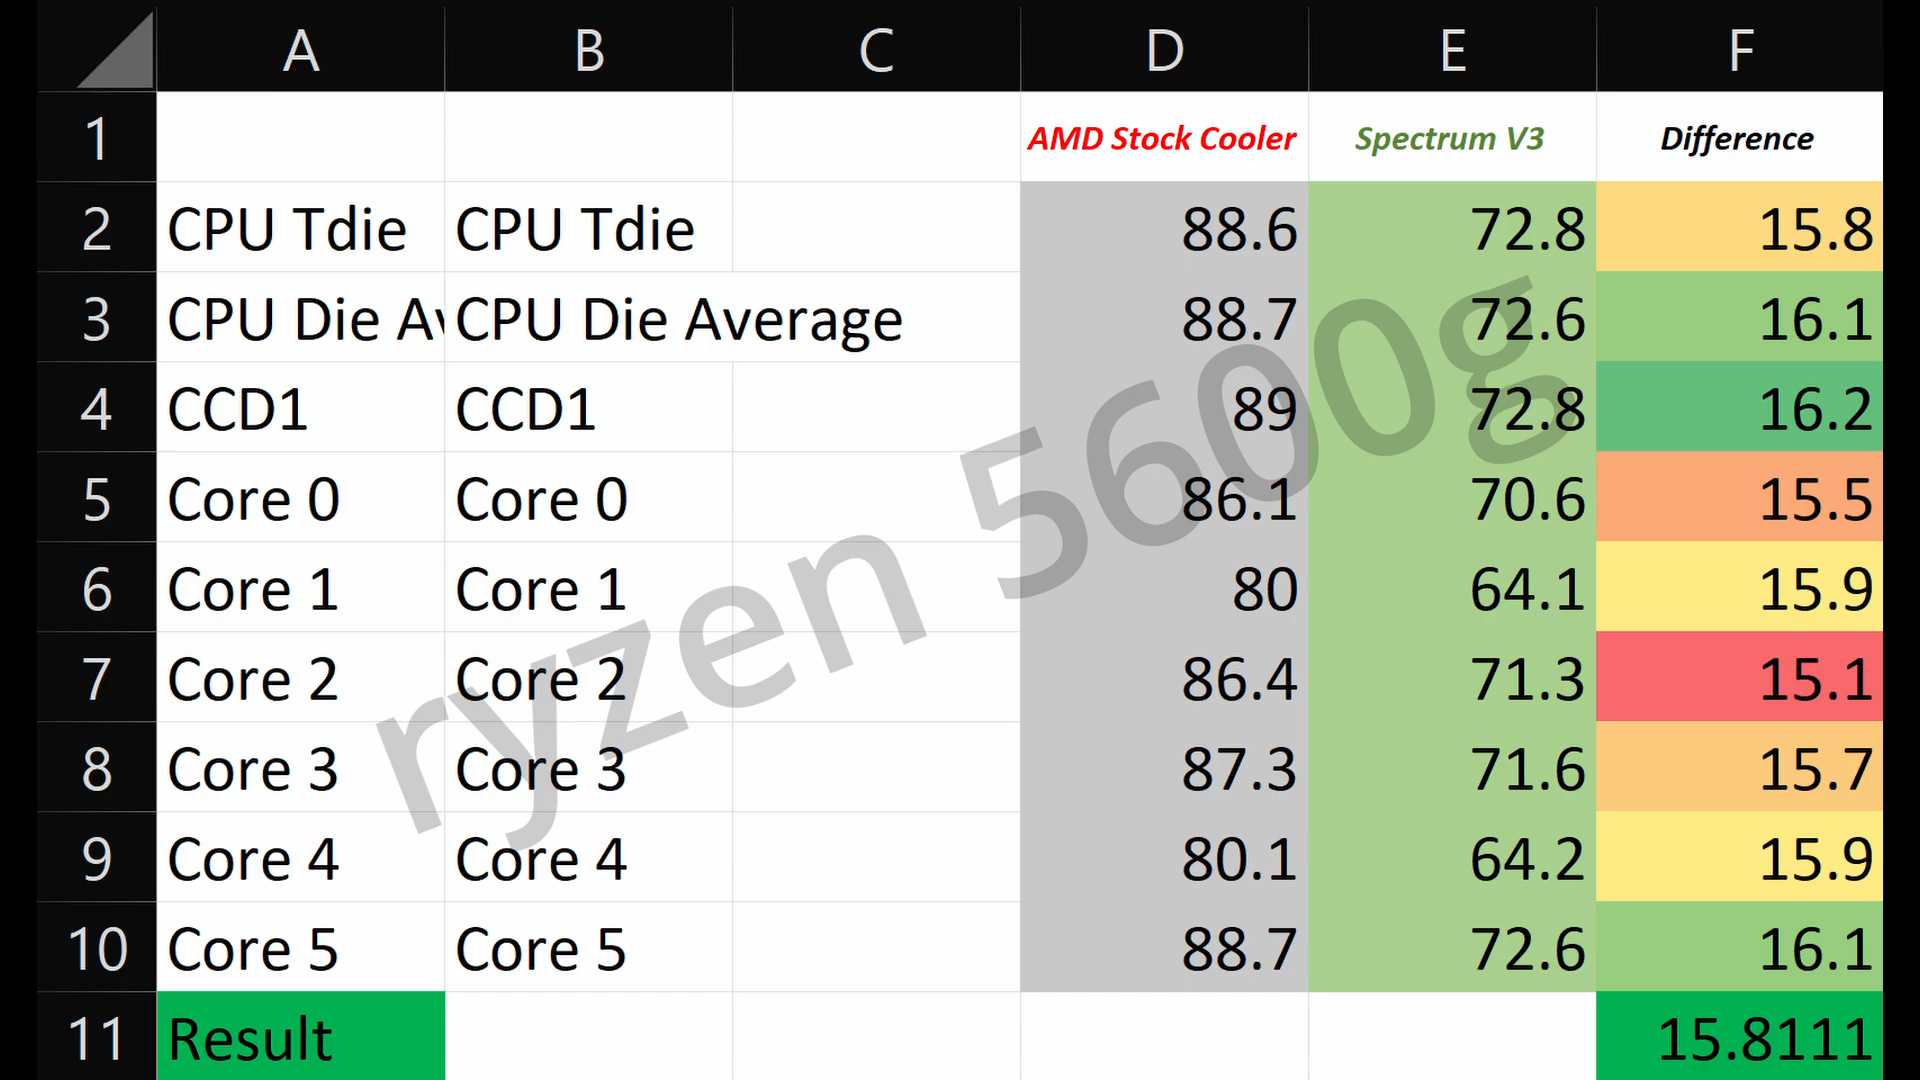 A B C D E F
1 AMD Stock Cooler Spectrum V3 Difference
2 CPU Tdie CPU Tdie 88.6 72.8 15.8
3 CPU Die Av CPU Die Average 88.7 72.6 16.1
4 CCD1 CCD1 89 72.8 16.2
5 Core 0 Core 0 86.1 70.6 15.5
6 Core 1 Core 1 80 64.1 15.9
7 Core 2 Core 2 86.4 71.3 15.1
8 Core 3 Core 3 87.3 71.6 15.7
9 Core 4 Core 4 80.1 64.2 15.9
10 Core 5 Core 5 88.7 72.6 16.1
11 Result 15.8111
ryzen 5600g